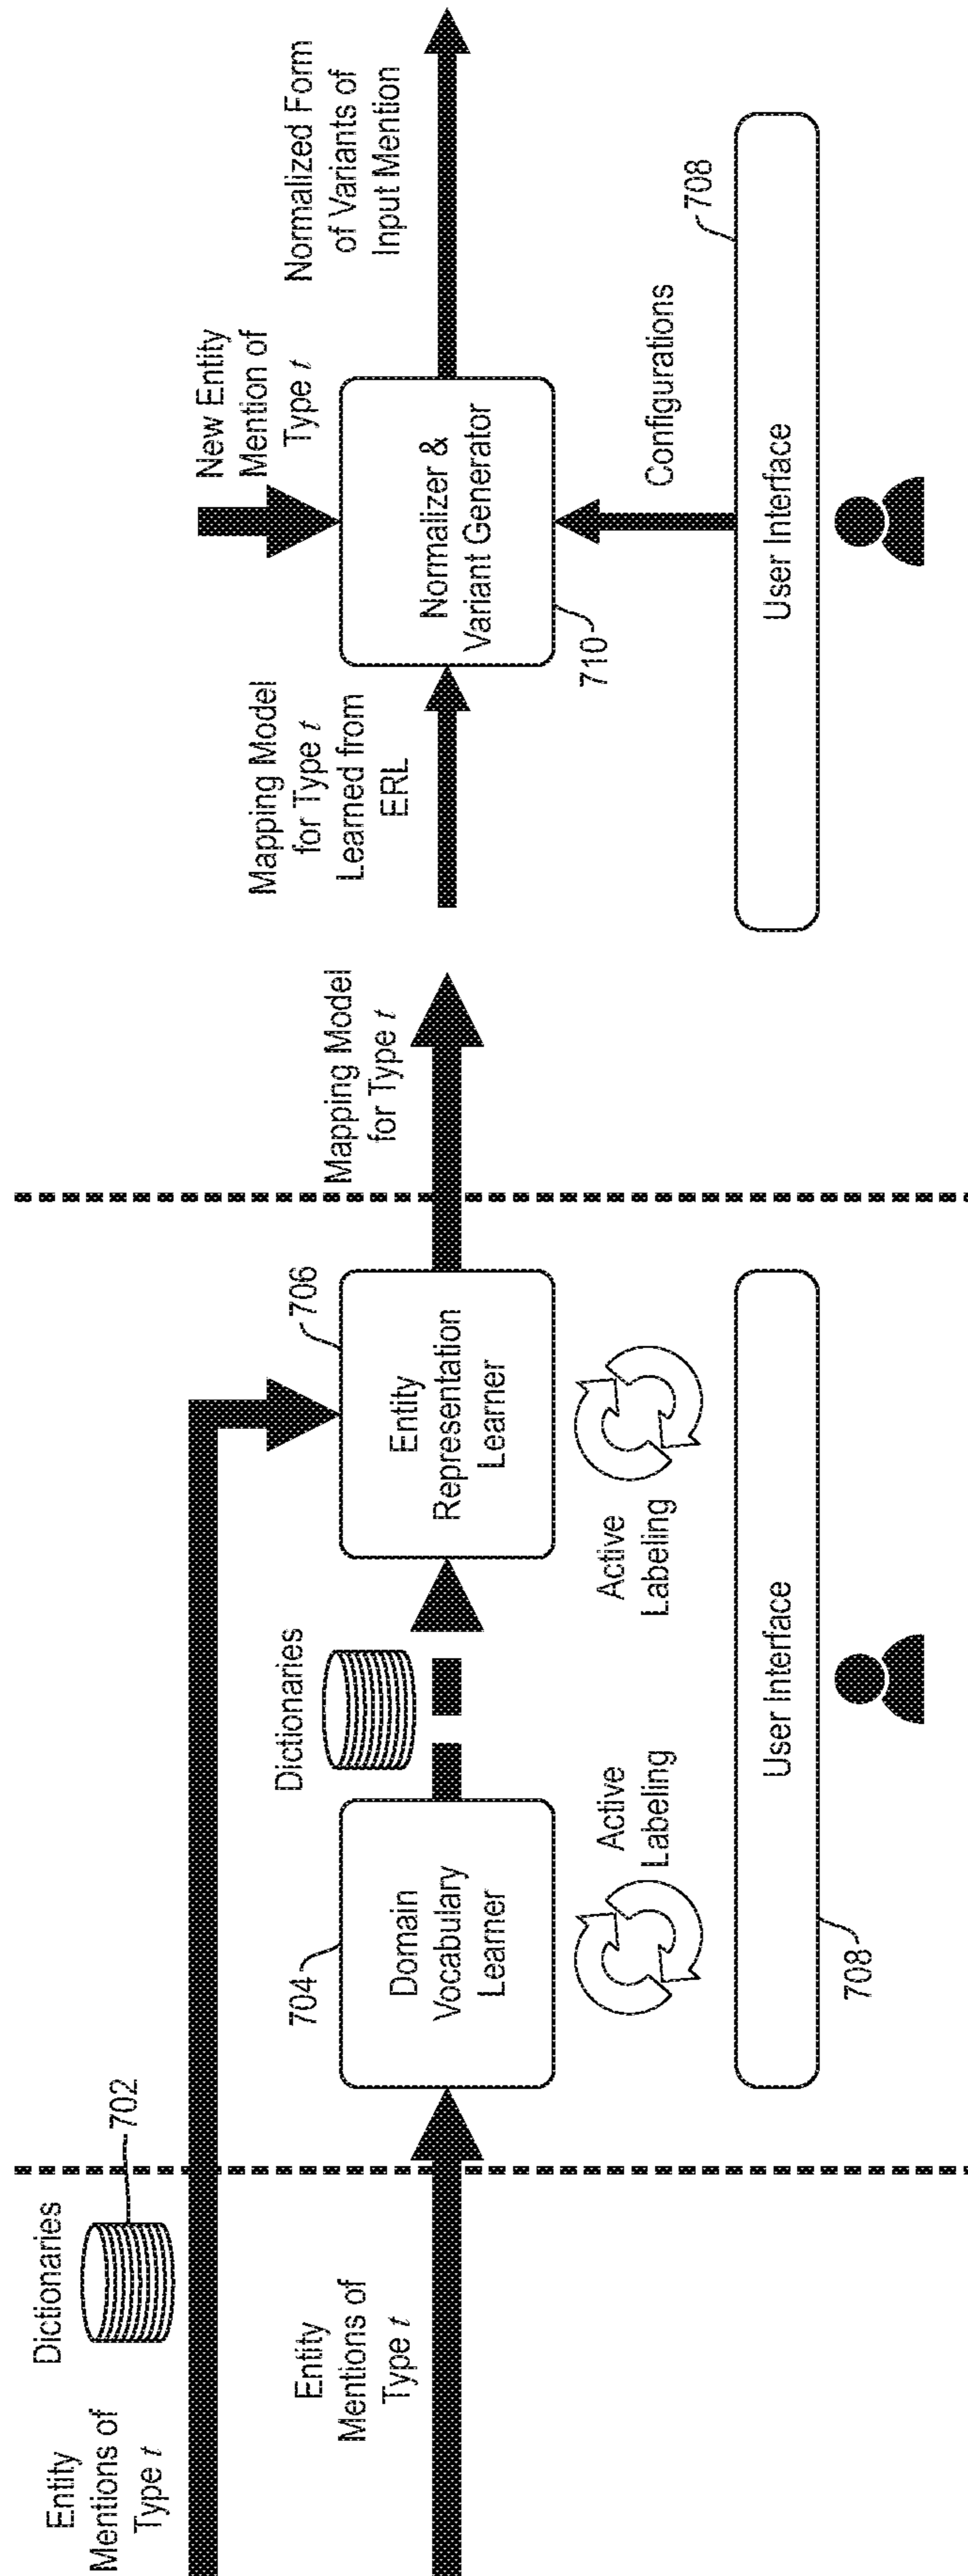 Entity
Mentions of
Type t
Dictionaries
702
Entity
Mentions of
Type t
704
Domain
Vocabulary
Learner
Active
Labeling
Dictionaries
706
Entity
Representation
Learner
Active
Labeling
User Interface
708
Mapping Model
for Type t
Mapping Model
for Type t
Learned from
ERL
New Entity
Mention of
Type t
Normalizer &
Variant Generator
710
Configurations
User Interface
708
Normalized Form
of Variants of
Input Mention